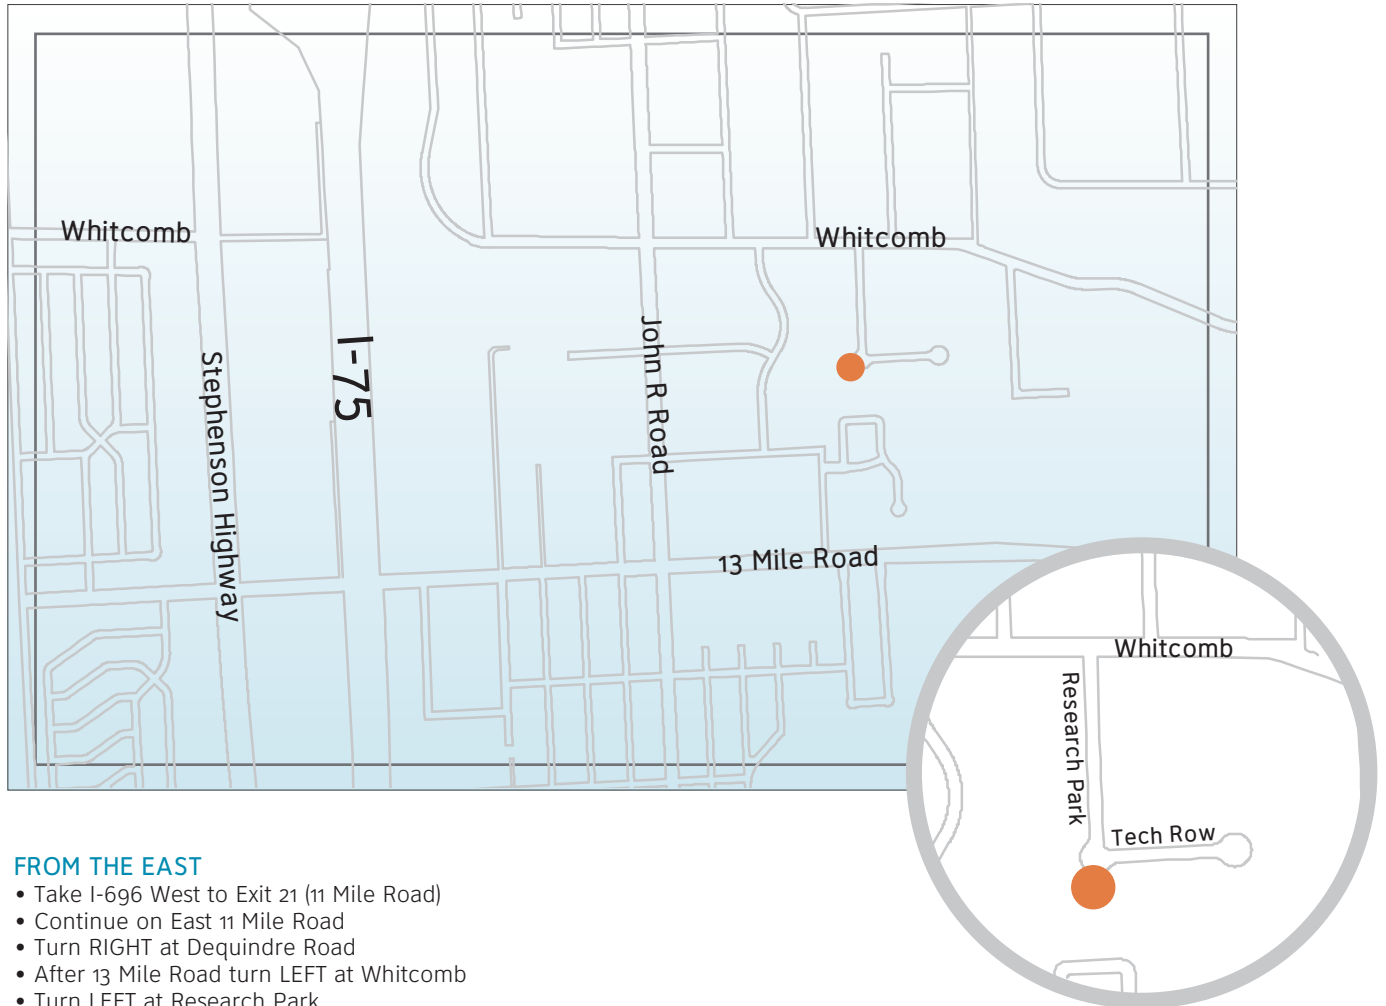 Whitcomb
Whitcomb
I-75
John R Road
Stephenson Highway
13 Mile Road
Whitcomb
Research Park
Tech Row
FROM THE EAST
• Take I-696 West to Exit 21 (11 Mile Road)
• Continue on East 11 Mile Road
• Turn RIGHT at Dequindre Road
• After 13 Mile Road turn LEFT at Whitcomb
• Turn LEFT at Research Park